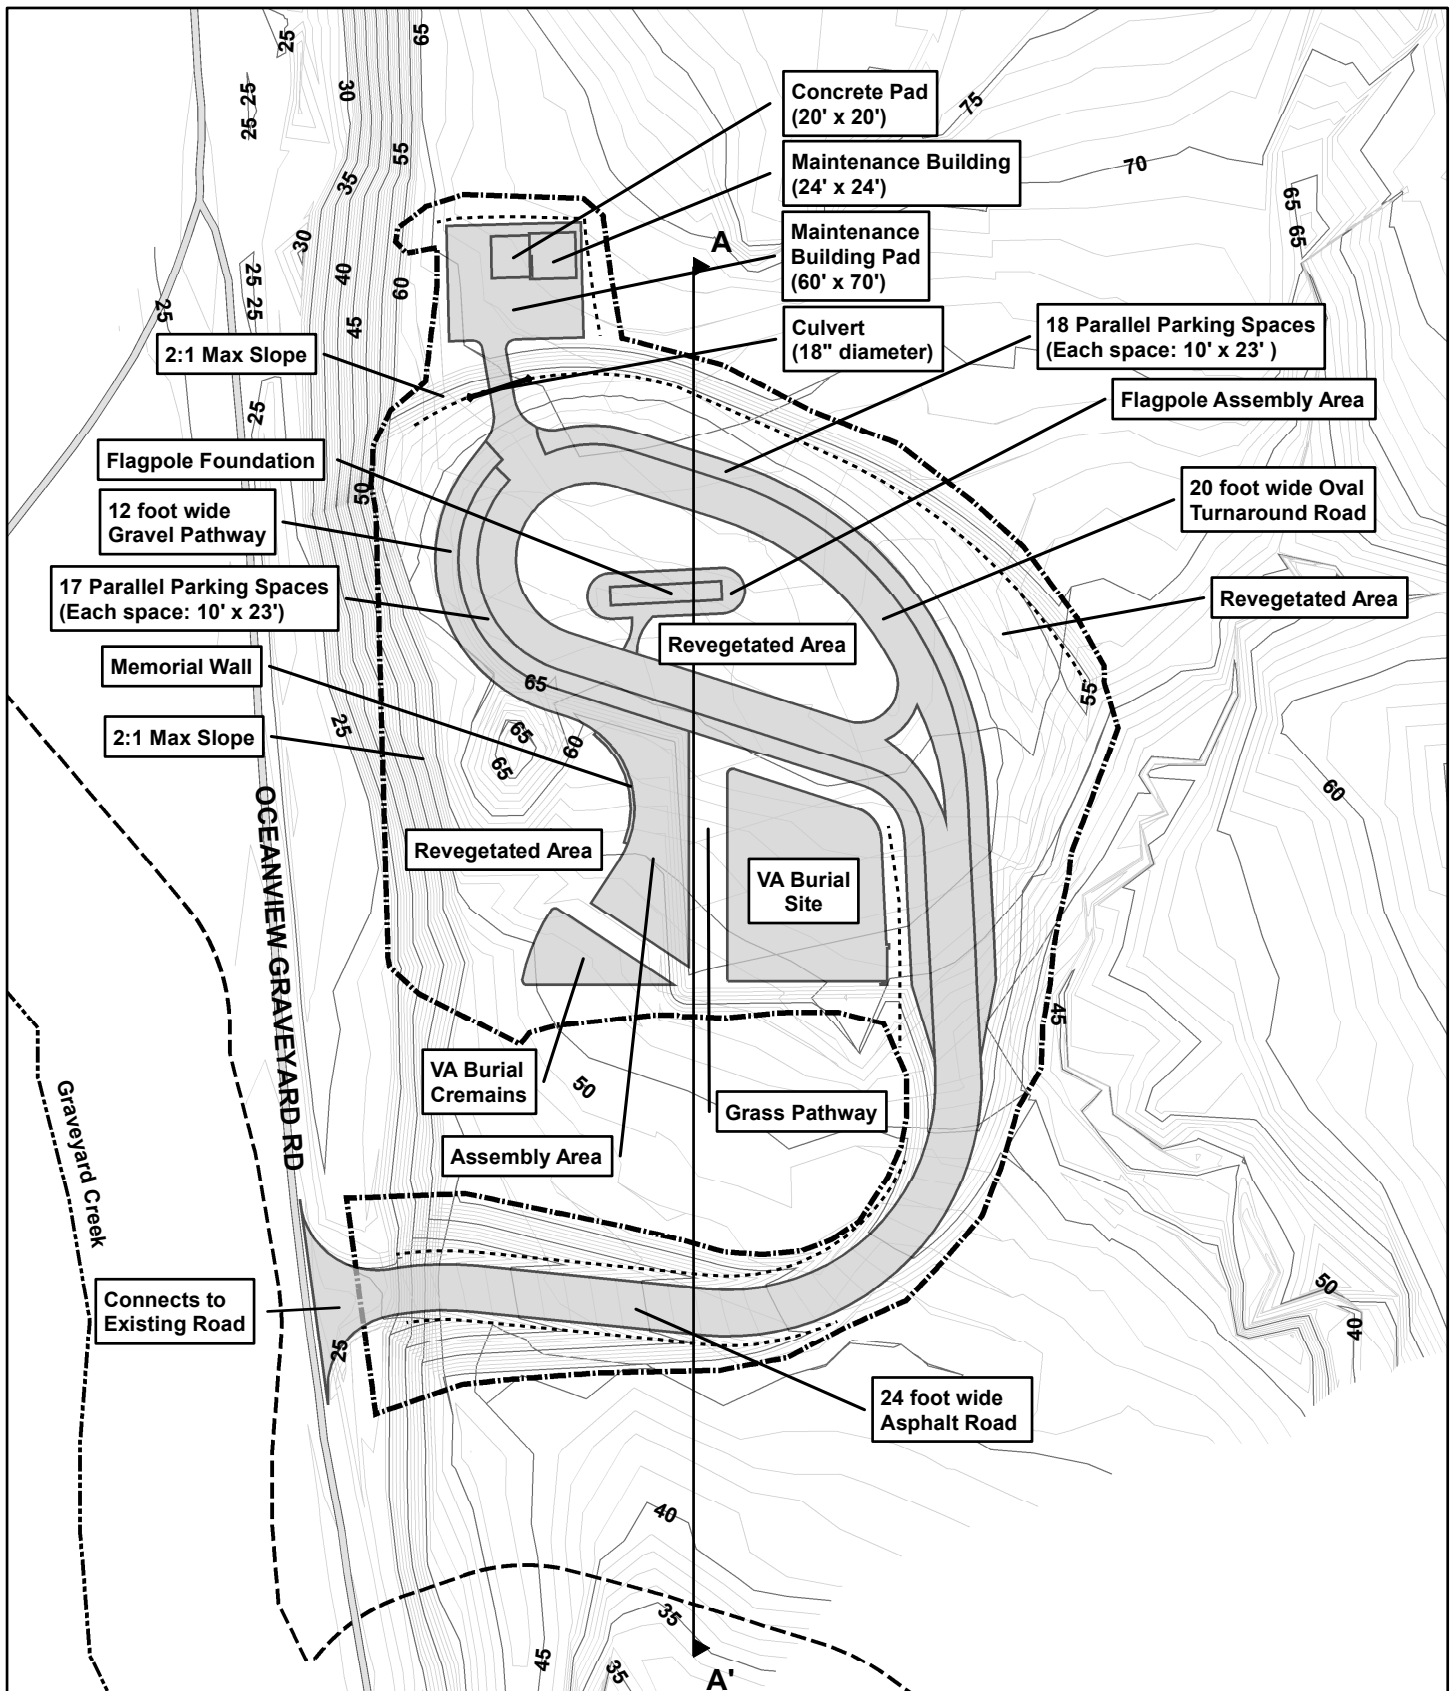 25
65
25
25
30
75
Concrete Pad
(20' x 20')
55
Maintenance Building
(24' x 24')
70
35
65
65
30
Maintenance
Building Pad
(60' x 70')
A
40
60
25
25
25
45
Culvert
(18" diameter)
18 Parallel Parking Spaces
(Each space: 10' x 23' )
2:1 Max Slope
25
Flagpole Assembly Area
Flagpole Foundation
50
20 foot wide Oval
Turnaround Road
12 foot wide
Gravel Pathway
17 Parallel Parking Spaces
(Each space: 10' x 23')
Revegetated Area
Revegetated Area
Memorial Wall
65
55
25
65
60
65
2:1 Max Slope
60
OCEANVIEW GRAVEYARD RD
Revegetated Area
VA Burial
Site
45
VA Burial
Cremains
50
Grass Pathway
Graveyard Creek
Assembly Area
Connects to
Existing Road
50
40
25
24 foot wide
Asphalt Road
40
35
45
35
A'